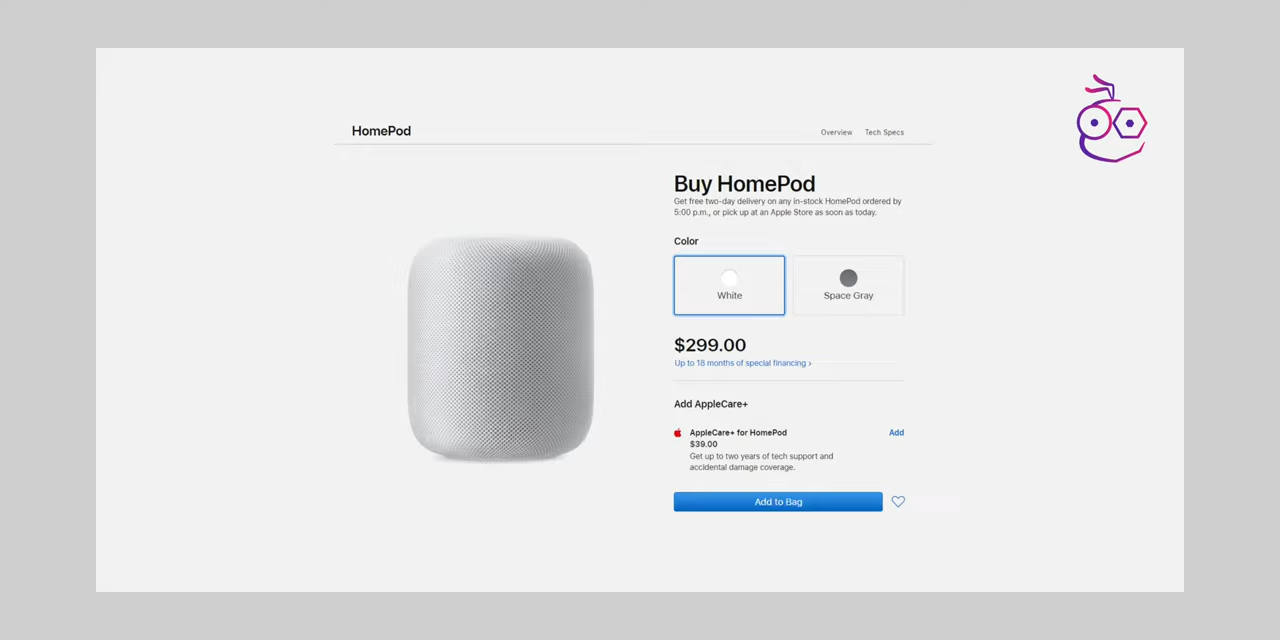 HomePod
Overview Tech Specs
Buy HomePod
Get free two-day delivery on any in-stock HomePod ordered by
5:00 p.m., or pick up at an Apple Store as soon as today.
Color
White
Space Gray
$299.00
Up to 18 months of special financing ›
Add AppleCare+
AppleCare+ for HomePod
Add
$39.00
Get up to two years of tech support and
accidental damage coverage.
Add to Bag